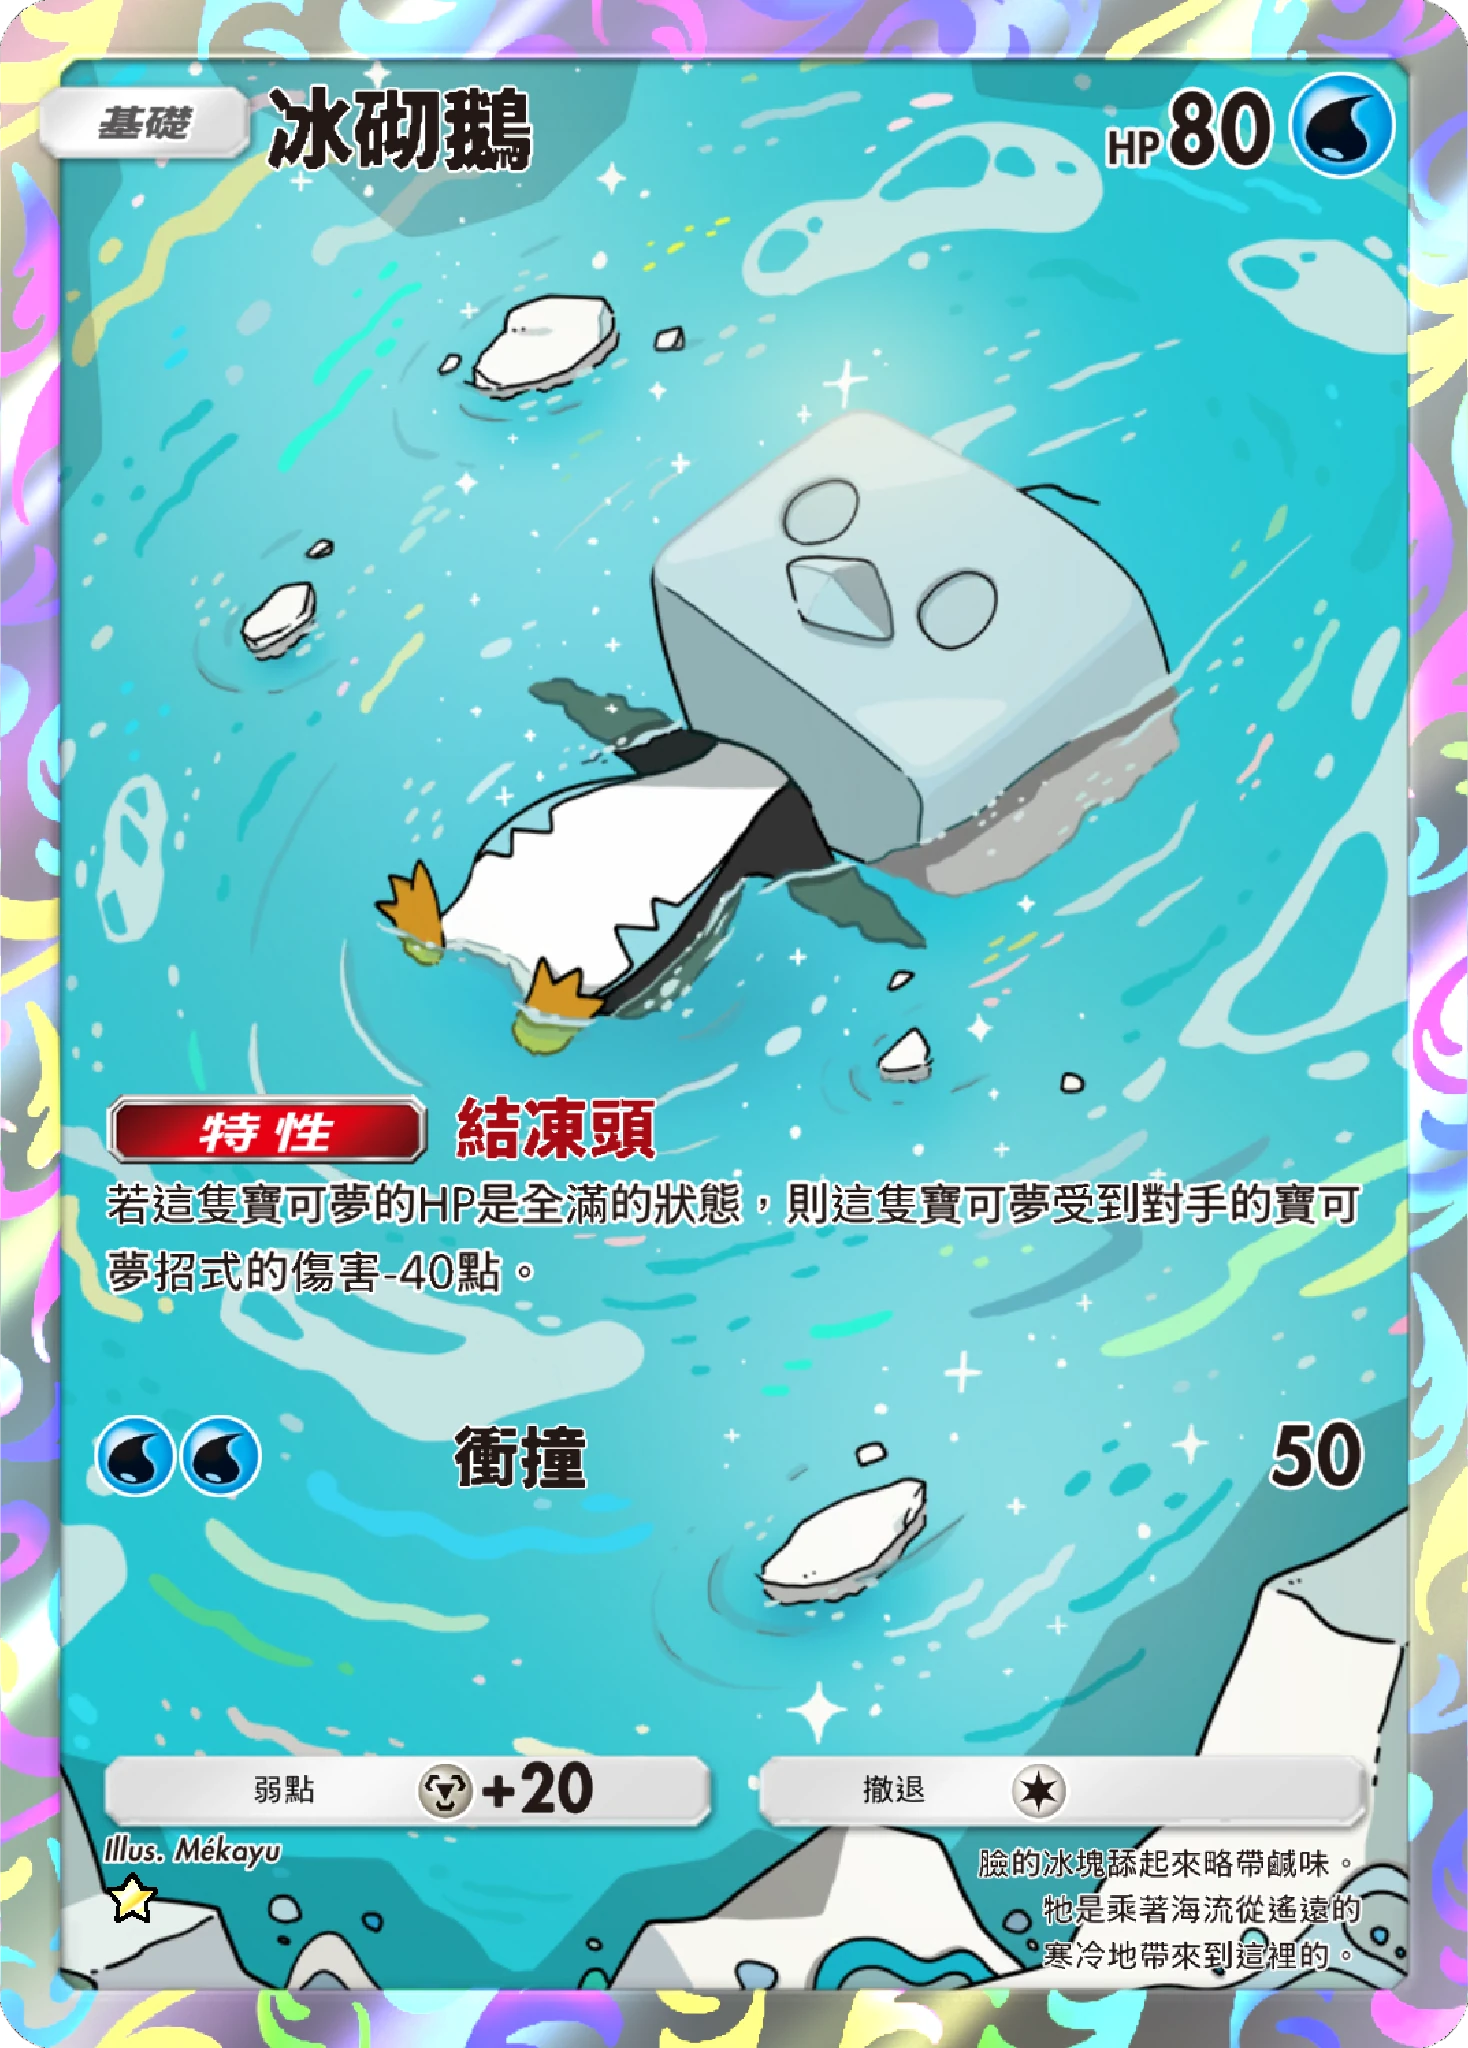 基礎 冰砌鵝 HP 80
特性 結凍頭
若這隻寶可夢的HP是全滿的狀態，則這隻寶可夢受到對手的寶可
夢招式的傷害-40點。
衝撞 50
弱點 +20 撤退
Illus. Mékayu
臉的冰塊舔起來略帶鹹味。
牠是乘著海流從遙遠的
寒冷地帶來到這裡的。